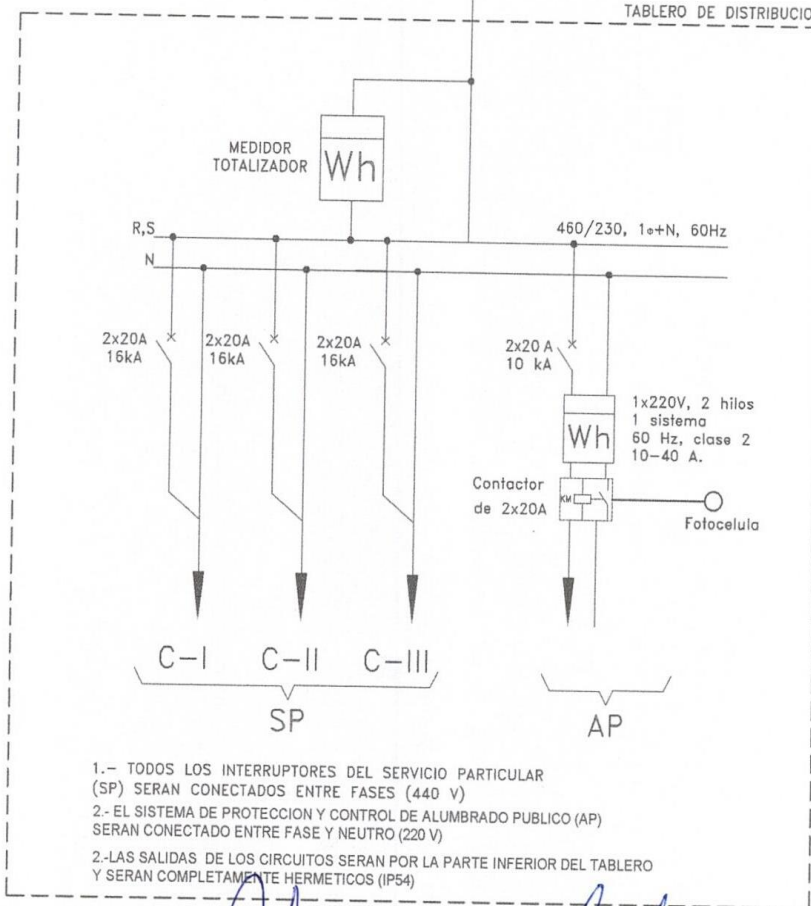 TABLERO DE DISTRIBUCIO
MEDIDOR
TOTALIZADOR
Wh
R,S
460/230, 1ø+N, 60Hz
N
2x20A
16kA
2x20A
16kA
2x20A
16kA
2x20 A
10 kA
Wh
1x220V, 2 hilos
1 sistema
60 Hz, clase 2
10-40 A.
Contactor
de 2x20A
KM
Fotocelula
C-I
C-II
C-III
SP
AP
1.- TODOS LOS INTERRUPTORES DEL SERVICIO PARTICULAR
(SP) SERAN CONECTADOS ENTRE FASES (440 V)
2.- EL SISTEMA DE PROTECCION Y CONTROL DE ALUMBRADO PUBLICO (AP)
SERAN CONECTADO ENTRE FASE Y NEUTRO (220 V)
2.-LAS SALIDAS DE LOS CIRCUITOS SERAN POR LA PARTE INFERIOR DEL TABLERO
Y SERAN COMPLETAMENTE HERMETICOS (IP54)